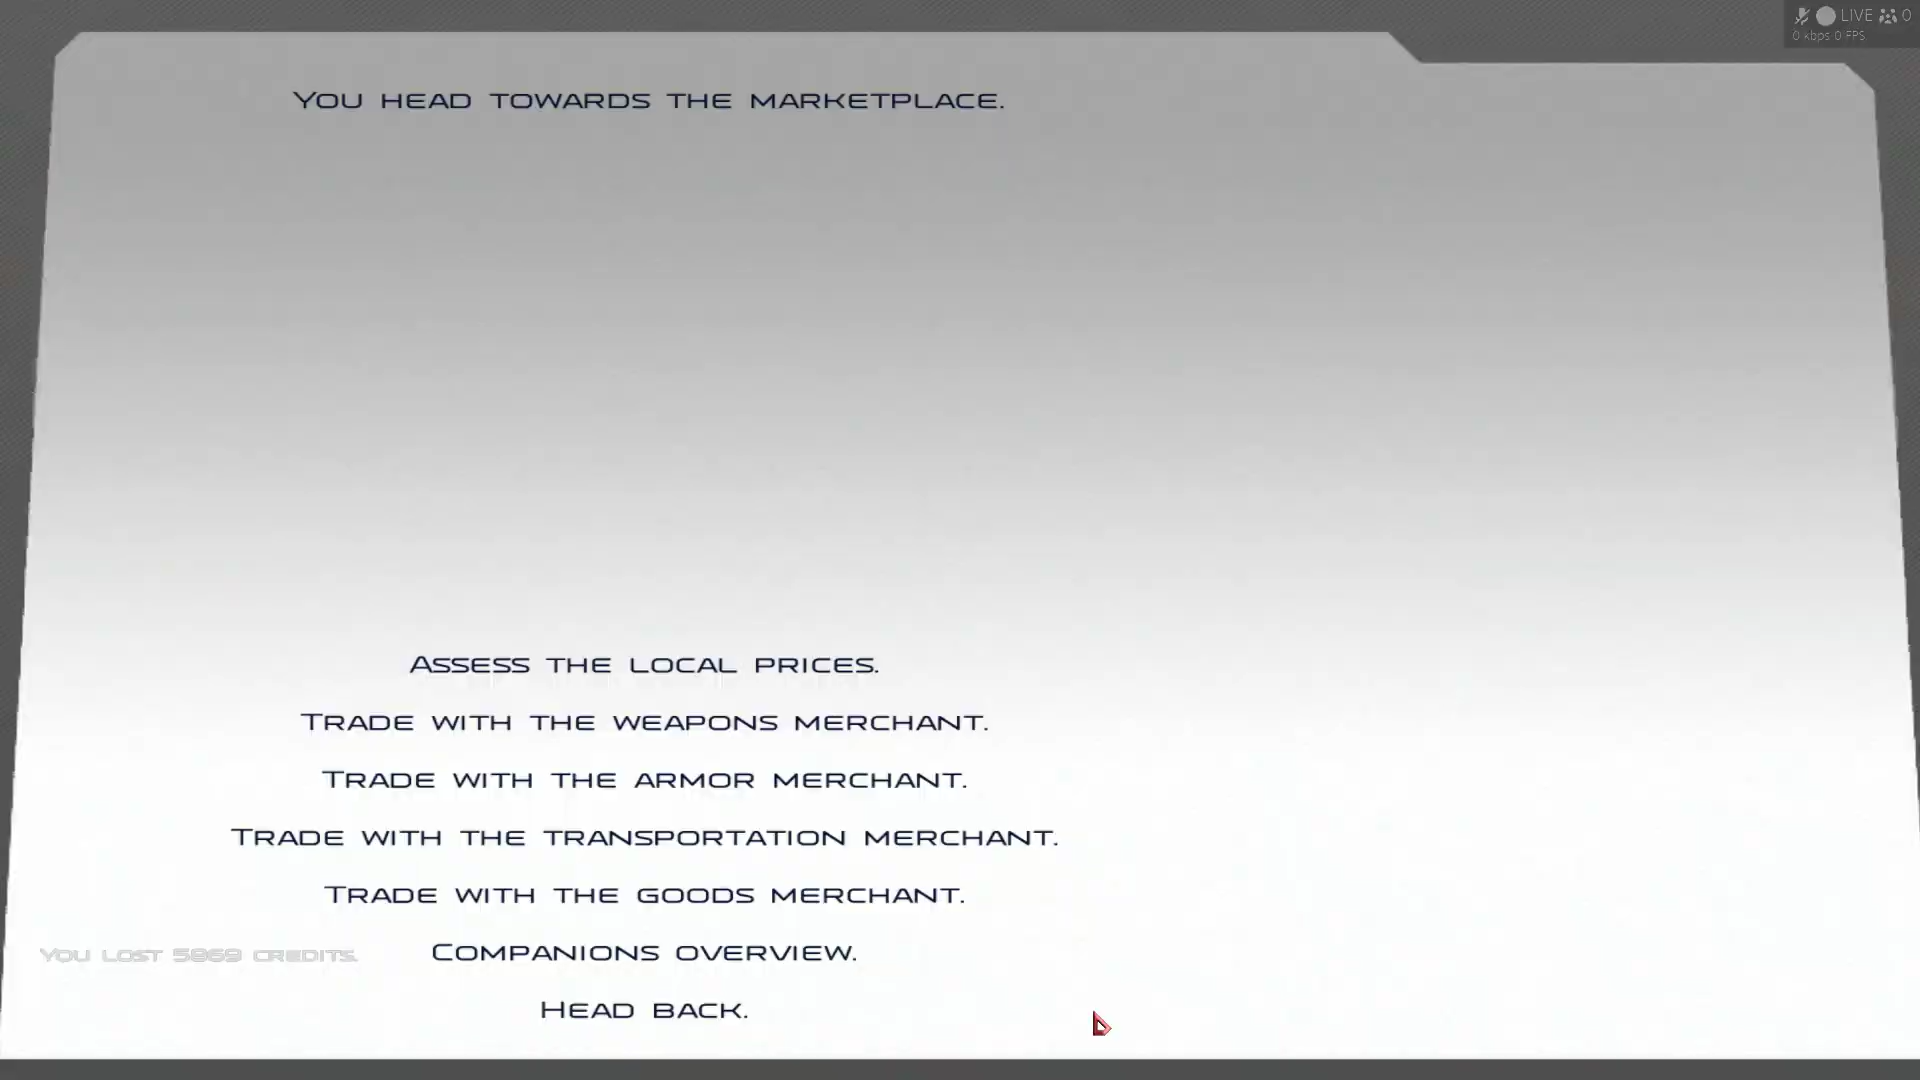 LIVE 0
0 kbps 0 FPS
You head towards the marketplace.
Assess the local prices.
Trade with the weapons merchant.
Trade with the armor merchant.
Trade with the transportation merchant.
Trade with the goods merchant.
You lost 5869 credits.
Companions overview.
Head back.